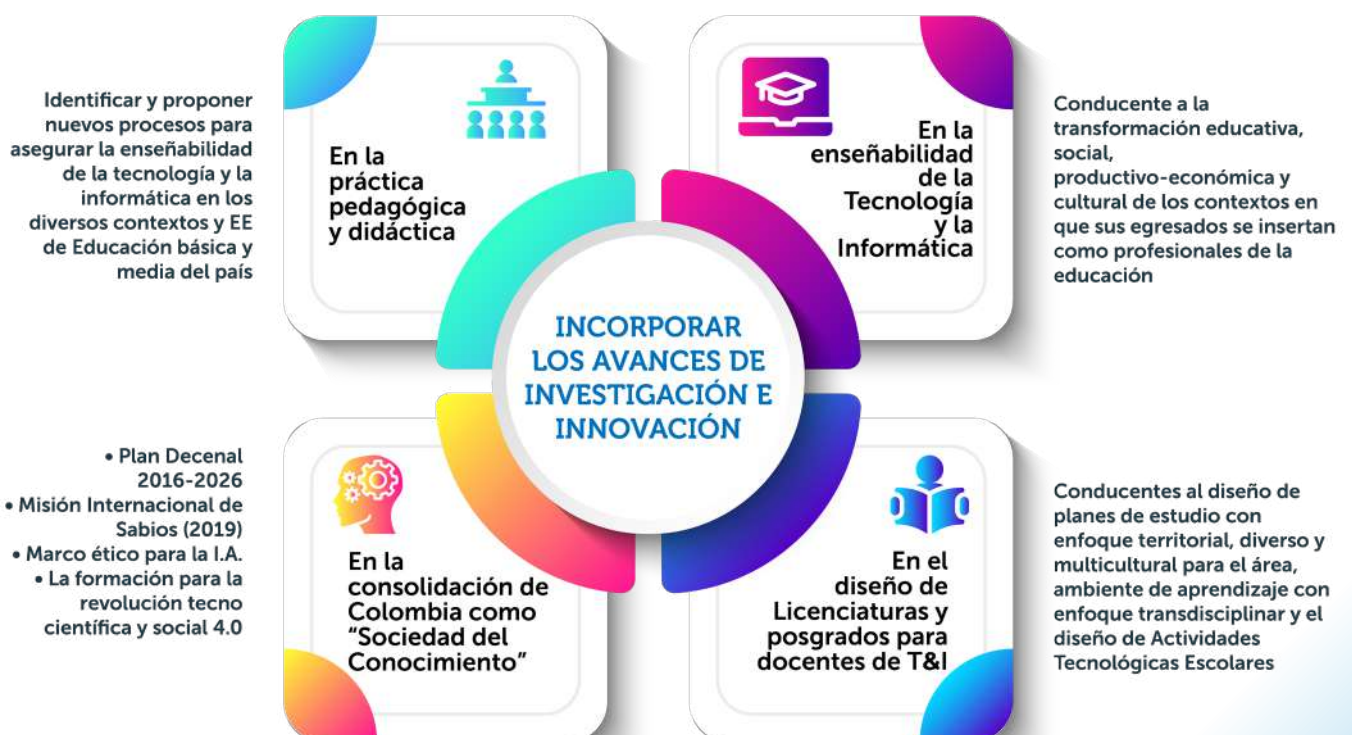 Identificar y proponer
nuevos procesos para
asegurar la enseñabilidad
de la tecnología y la
informática en los
diversos contextos y EE
de Educación básica y
media del país
En la
práctica
pedagógica
y didáctica
En la
enseñabilidad
de la
Tecnología
y la
Informática
Conducente a la
transformación educativa,
social,
productivo-económica y
cultural de los contextos en
que sus egresados se insertan
como profesionales de la
educación
INCORPORAR
LOS AVANCES DE
INVESTIGACIÓN E
INNOVACIÓN
• Plan Decenal
2016-2026
• Misión Internacional de
Sabios (2019)
• Marco ético para la I.A.
• La formación para la
revolución tecno
científica y social 4.0
En la
consolidación de
Colombia como
“Sociedad del
Conocimiento”
En el
diseño de
Licenciaturas y
posgrados para
docentes de T&I
Conducentes al diseño de
planes de estudio con
enfoque territorial, diverso y
multicultural para el área,
ambiente de aprendizaje con
enfoque transdisciplinar y el
diseño de Actividades
Tecnológicas Escolares